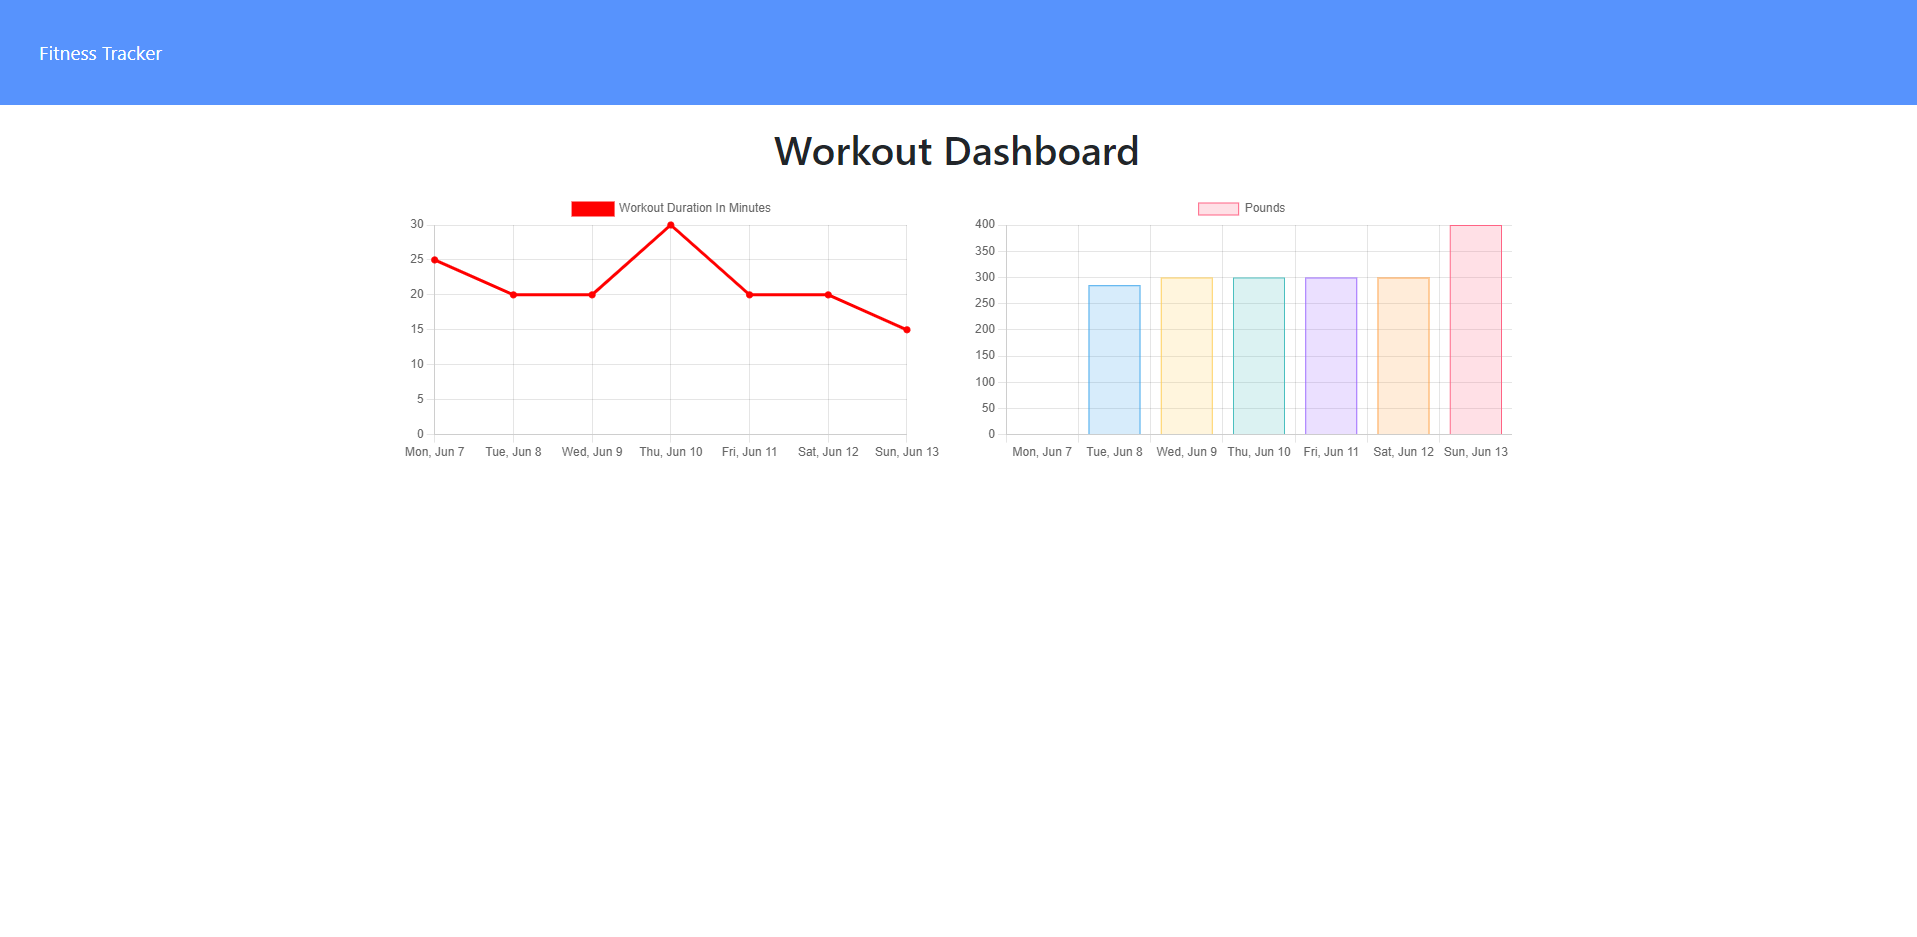 Fitness Tracker
Workout Dashboard
Workout Duration In Minutes
30
25
20
15
10
5
0
Mon, Jun 7 Tue, Jun 8 Wed, Jun 9 Thu, Jun 10 Fri, Jun 11 Sat, Jun 12 Sun, Jun 13
Pounds
400
350
300
250
200
150
100
50
0
Mon, Jun 7 Tue, Jun 8 Wed, Jun 9 Thu, Jun 10 Fri, Jun 11 Sat, Jun 12 Sun, Jun 13